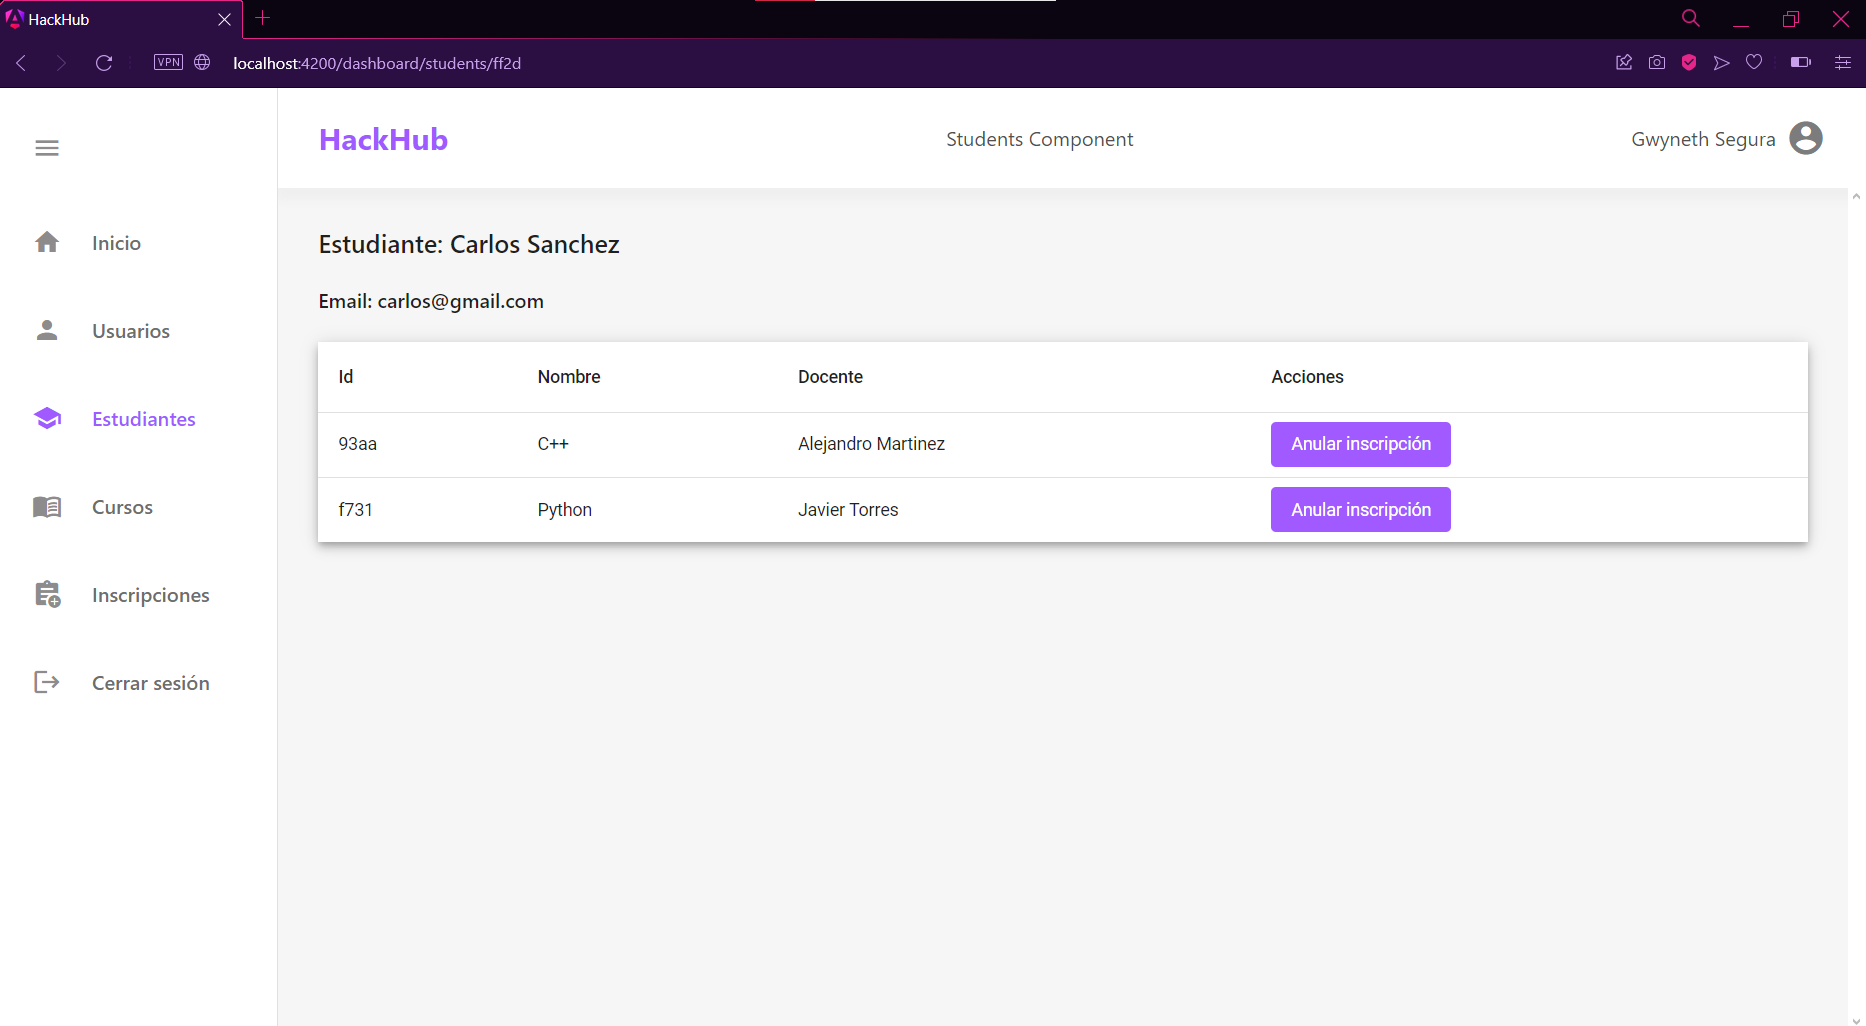 HackHub
VPN
localhost:4200/dashboard/students/ff2d
HackHub
Students Component
Gwyneth Segura
Inicio
Usuarios
Estudiantes
Cursos
Inscripciones
Cerrar sesión
Estudiante: Carlos Sanchez
Email: carlos@gmail.com
Id Nombre Docente Acciones
93aa C++ Alejandro Martinez Anular inscripción
f731 Python Javier Torres Anular inscripción